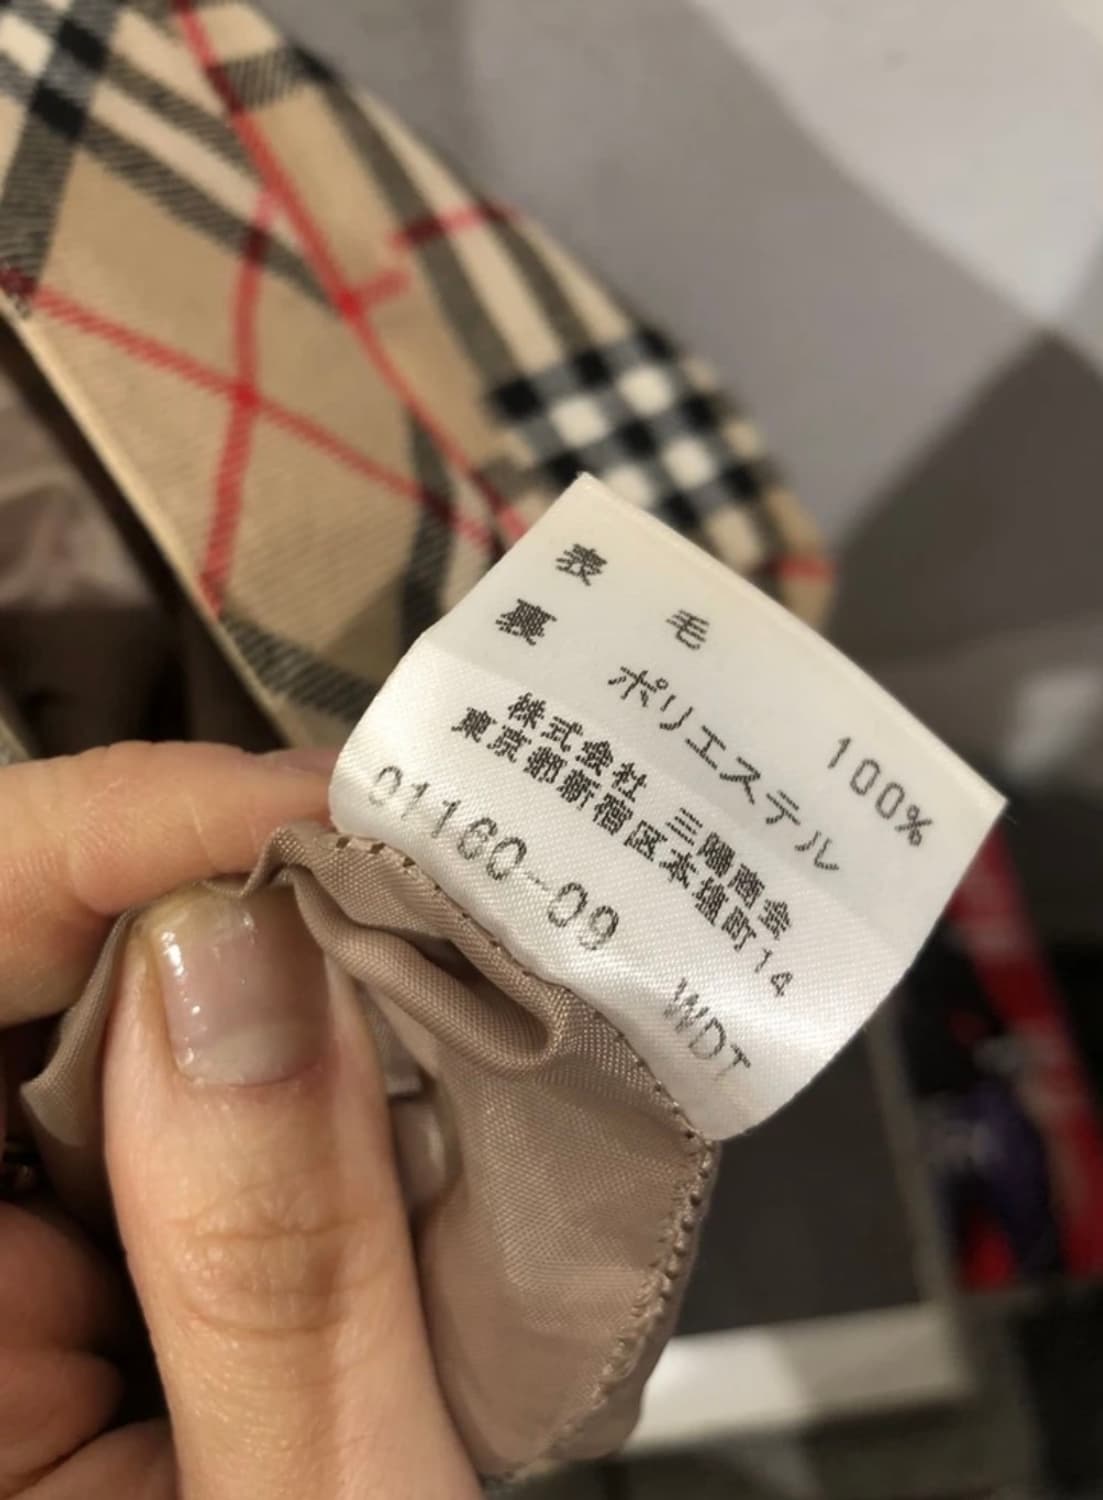 表 毛 100%
裏 ポリエステル
株式会社 三陽商会
東京都新宿区本塩町14
01160-09 WDT